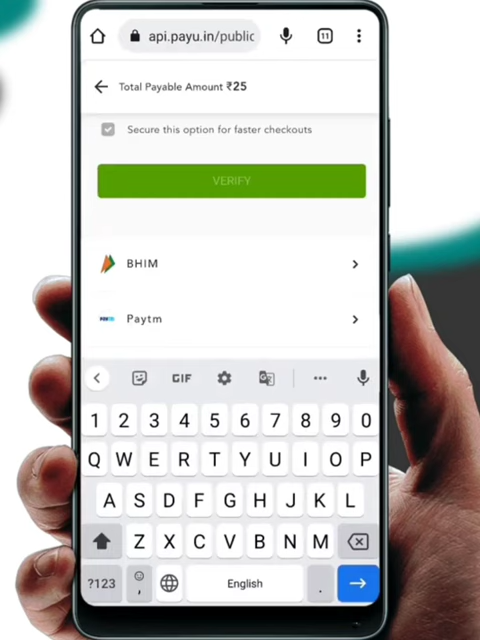 api.payu.in/public
11
Total Payable Amount ₹25
Secure this option for faster checkouts
VERIFY
BHIM
Paytm
GIF
1 2 3 4 5 6 7 8 9 0
Q W E R T Y U I O P
A S D F G H J K L
Z X C V B N M
?123 , English .